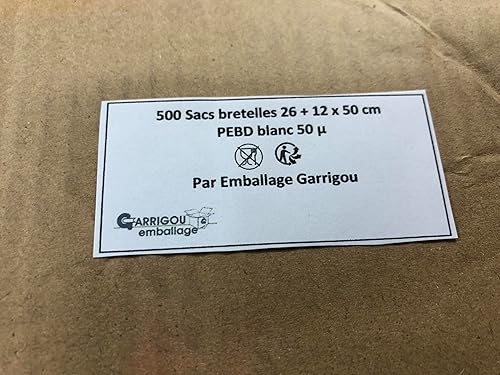 500 Sacs bretelles 26 + 12 x 50 cm
PEBD blanc 50 µ
Par Emballage Garrigou
GARRIGOU
emballage